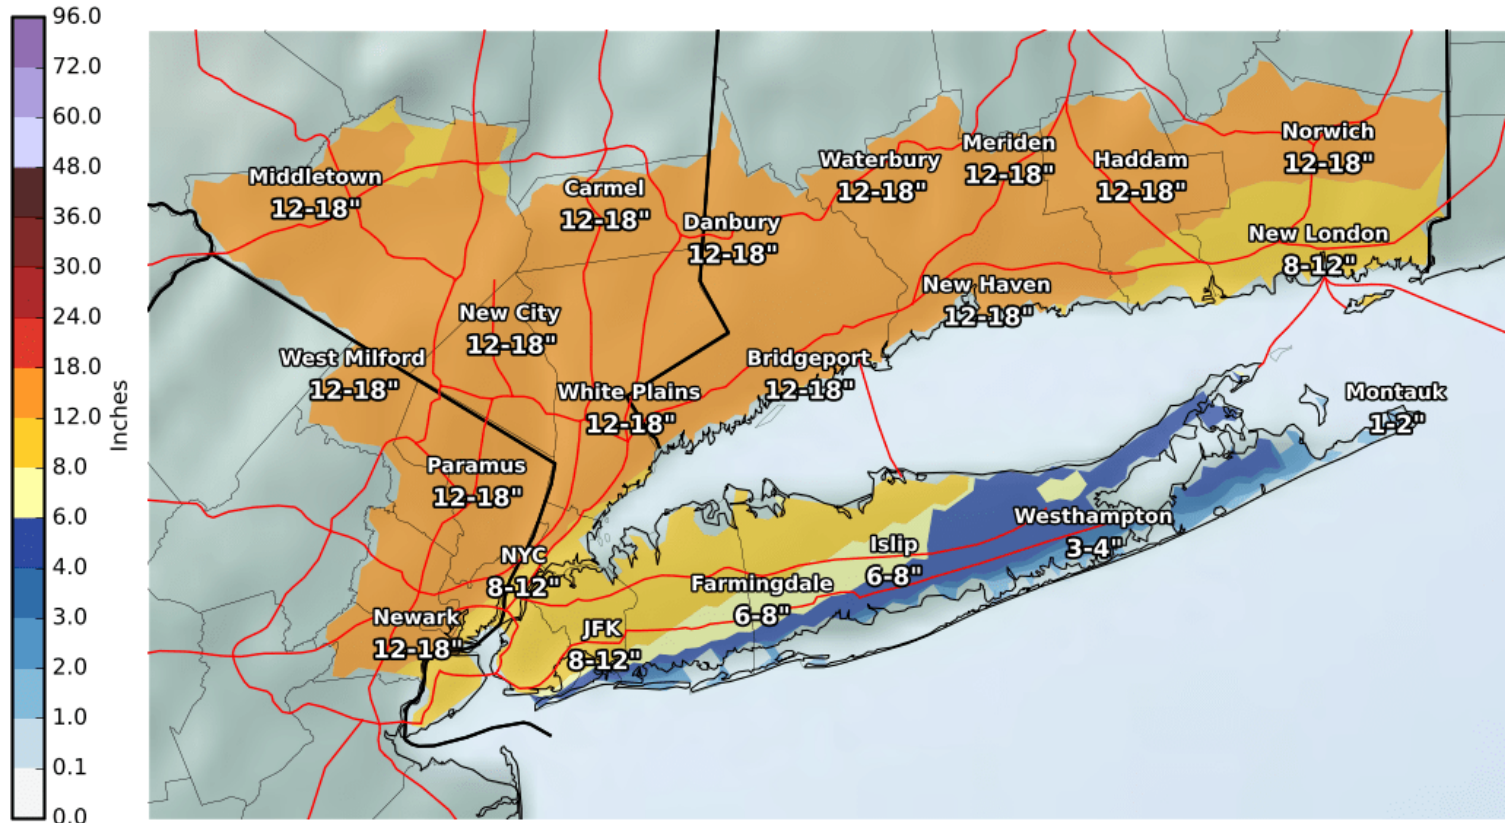 96.0
72.0
60.0
48.0
36.0
30.0
24.0
18.0
12.0
8.0
6.0
4.0
3.0
2.0
1.0
0.1
0.0
Inches
Norwich
12-18"
Meriden
12-18"
Waterbury
12-18"
Haddam
12-18"
Middletown
12-18"
Carmel
12-18"
Danbury
12-18"
New London
8-12"
New Haven
12-18"
New City
12-18"
West Milford
12-18"
Bridgeport
12-18"
White Plains
12-18"
Montauk
1-2"
Paramus
12-18"
Westhampton
3-4"
Islip
6-8"
NYC
8-12"
Farmingdale
6-8"
Newark
12-18"
JFK
8-12"